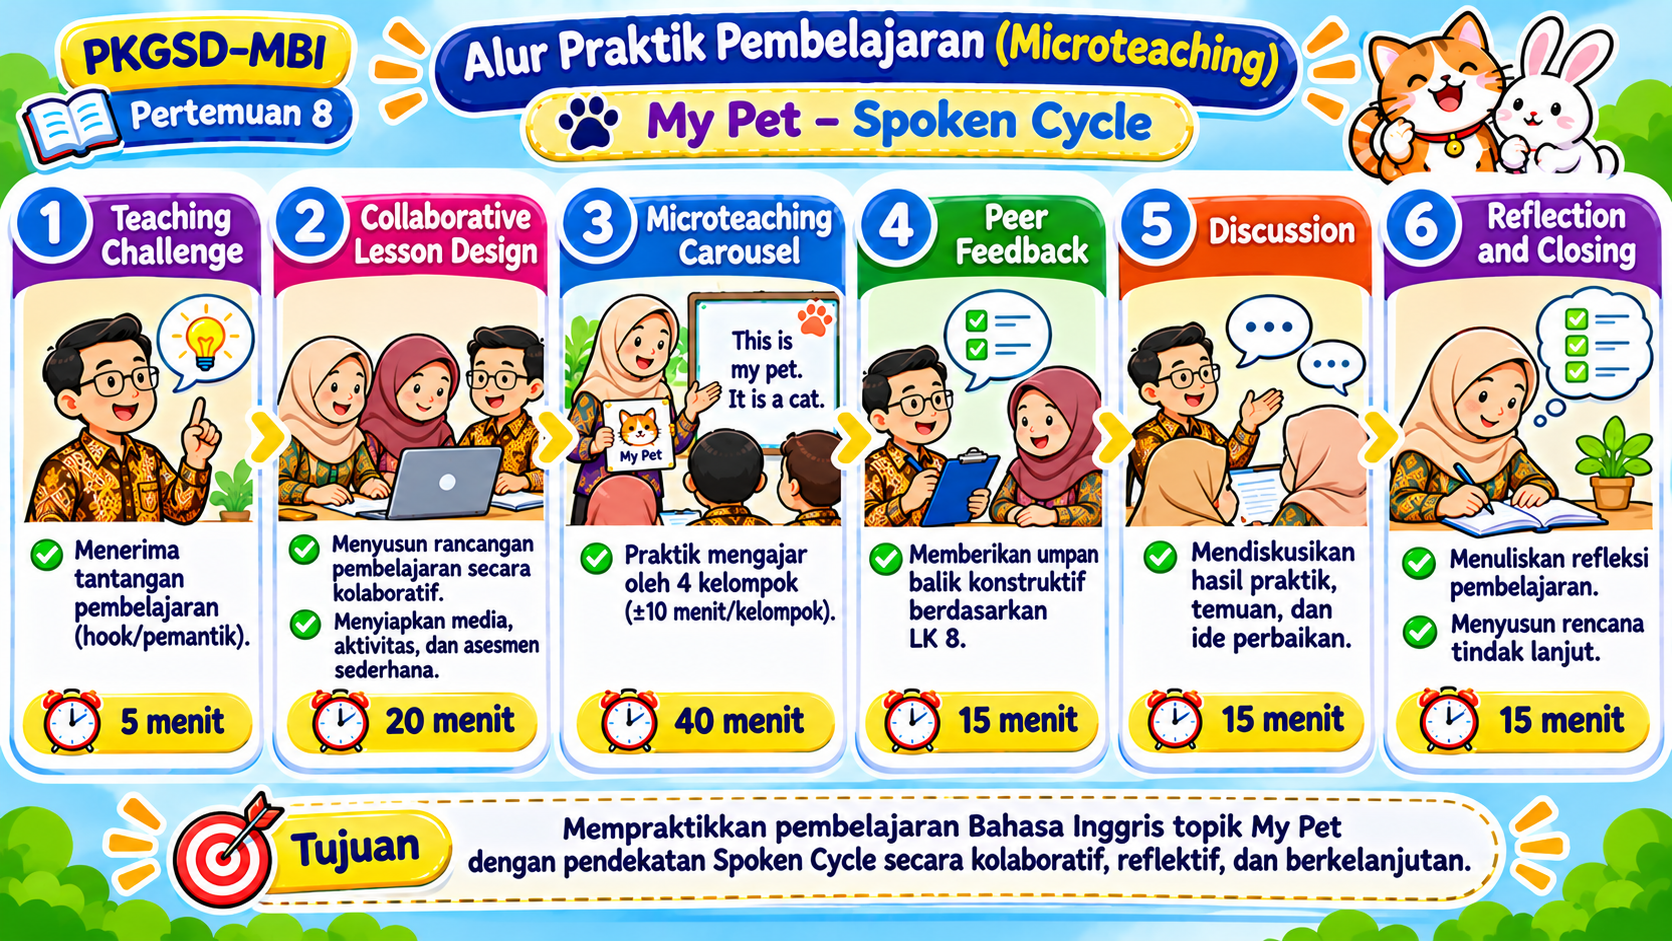 PKGSD-MBI
Pertemuan 8
Alur Praktik Pembelajaran (Microteaching)
My Pet – Spoken Cycle
1
Teaching
Challenge
Menerima
tantangan
pembelajaran
(hook/pemantik).
5 menit
2
Collaborative
Lesson Design
Menyusun rancangan
pembelajaran secara
kolaboratif.
Menyiapkan media,
aktivitas, dan asesmen
sederhana.
20 menit
3
Microteaching
Carousel
This is
my pet.
It is a cat.
My Pet
Praktik mengajar
oleh 4 kelompok
(±10 menit/kelompok).
40 menit
4
Peer
Feedback
Memberikan umpan
balik konstruktif
berdasarkan
LK 8.
15 menit
5
Discussion
Mendiskusikan
hasil praktik,
temuan, dan
ide perbaikan.
15 menit
6
Reflection
and Closing
Menuliskan refleksi
pembelajaran.
Menyusun rencana
tindak lanjut.
15 menit
Tujuan
Mempraktikkan pembelajaran Bahasa Inggris topik My Pet
dengan pendekatan Spoken Cycle secara kolaboratif, reflektif, dan berkelanjutan.